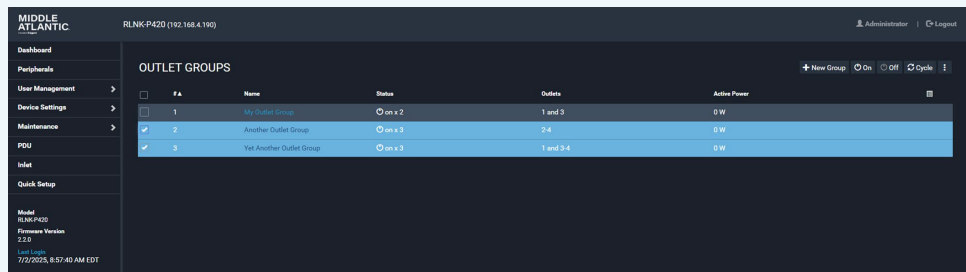 MIDDLE
ATLANTIC
RLNK-P420 (192.168.4.190)
Administrator | Logout
Dashboard
Peripherals
User Management
Device Settings
Maintenance
PDU
Inlet
Quick Setup
Model
RLNK-P420
Firmware Version
2.2.0
Last Login
7/2/2025, 8:57:40 AM EDT
OUTLET GROUPS
New Group On Off Cycle
# Name Status Outlets Active Power
1 My Outlet Group on x 2 1 and 3 0 W
2 Another Outlet Group on x 3 2-4 0 W
3 Yet Another Outlet Group on x 3 1 and 3-4 0 W